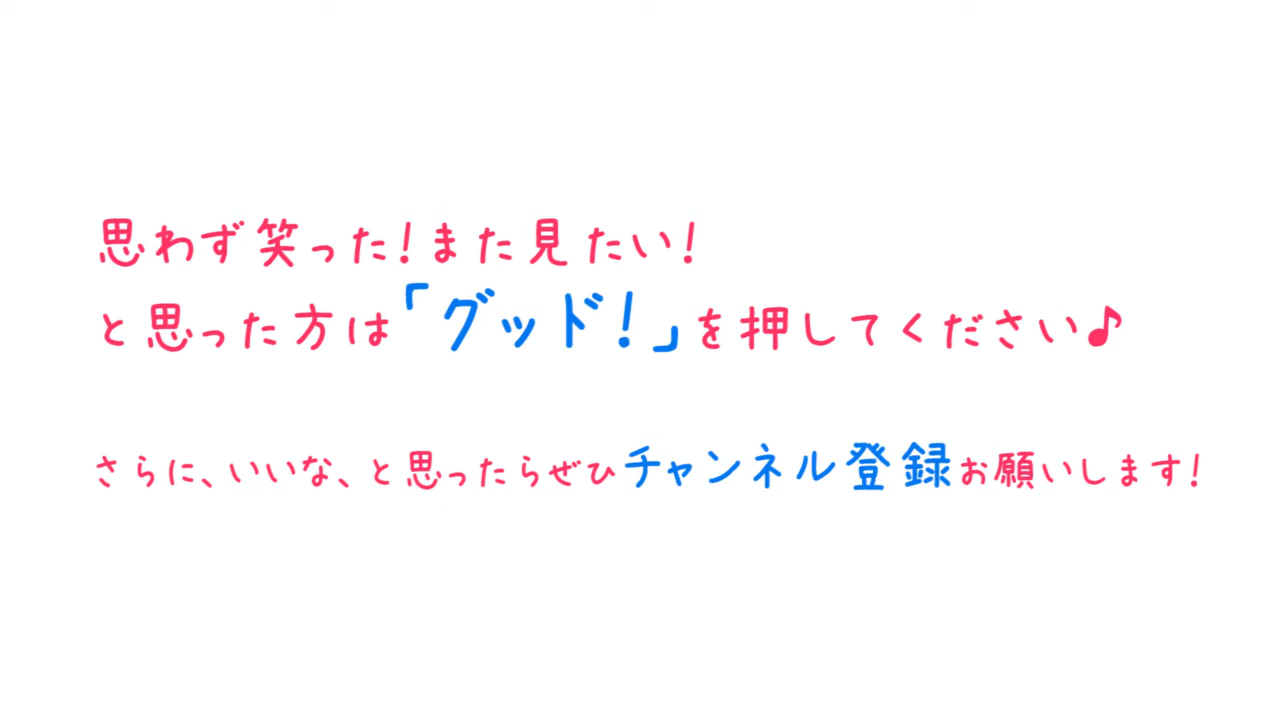 思わず笑った！また見たい！
と思った方は「グッド！」を押してください♪
さらに、いいな、と思ったらぜひチャンネル登録お願いします！